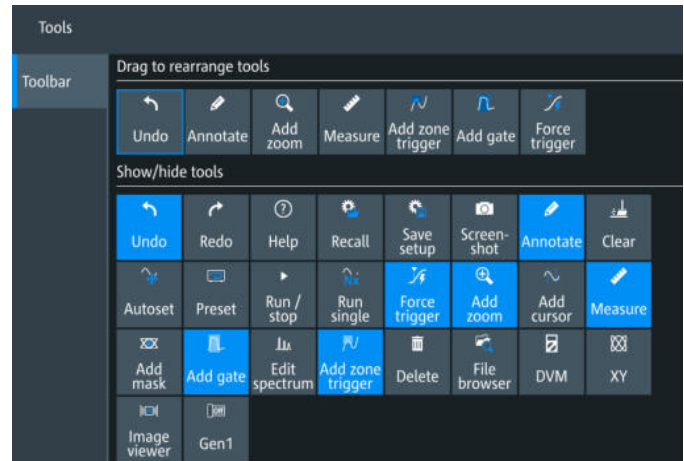 Tools
Toolbar
Drag to rearrange tools
Undo
Annotate
Add
zoom
Measure
Add zone
trigger
Add gate
Force
trigger
Show/hide tools
Undo
Redo
Help
Recall
Save
setup
Screen-
shot
Annotate
Clear
Autoset
Preset
Run /
stop
Run
single
Force
trigger
Add
zoom
Add
cursor
Measure
Add
mask
Add gate
Edit
spectrum
Add zone
trigger
Delete
File
browser
DVM
XY
Image
viewer
Gen1